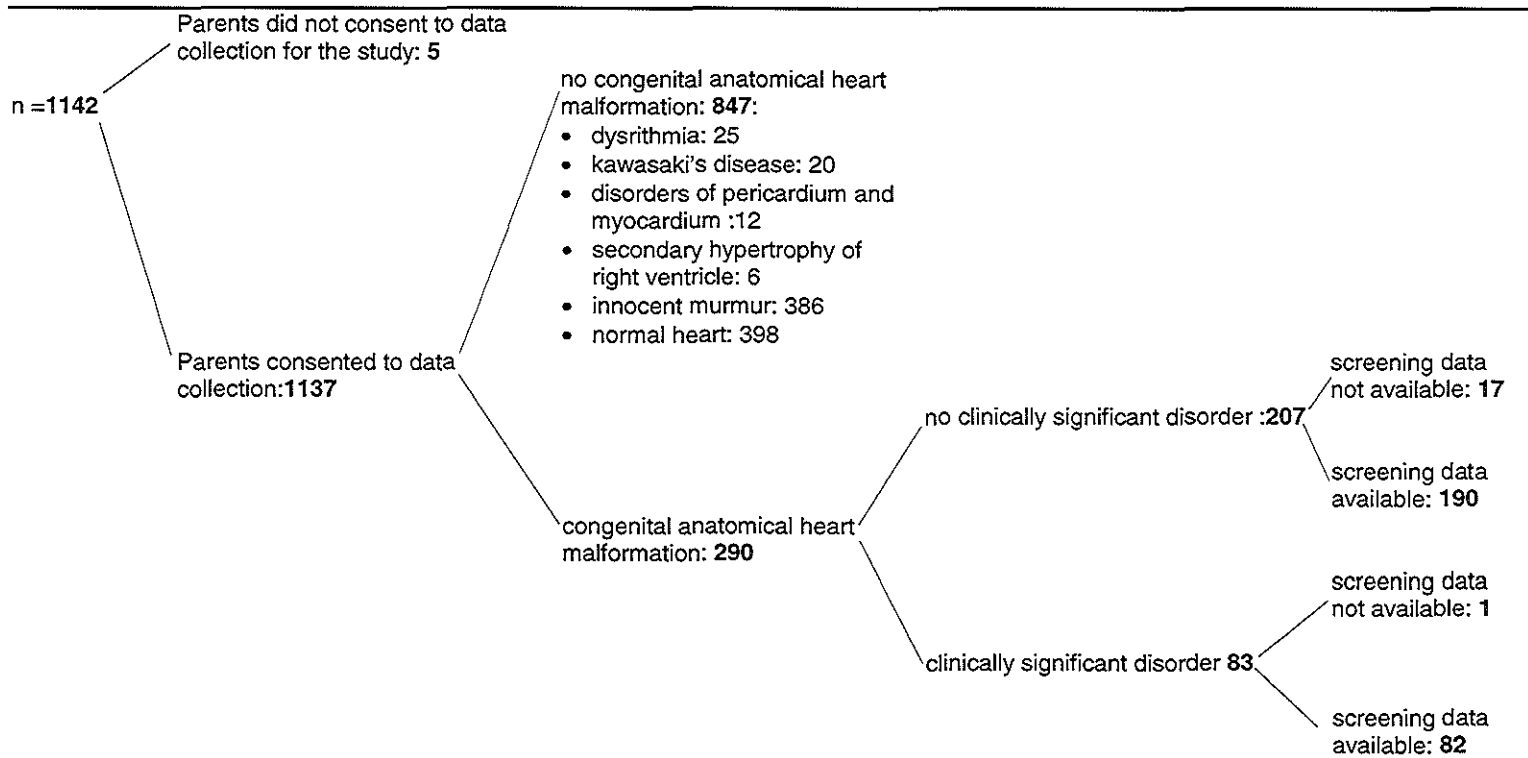 Parents did not consent to data
collection for the study: 5
n =1142
no congenital anatomical heart
malformation: 847:
• dysrithmia: 25
• kawasaki's disease: 20
• disorders of pericardium and
myocardium :12
• secondary hypertrophy of
right ventricle: 6
• innocent murmur: 386
• normal heart: 398
Parents consented to data
collection:1137
screening data
not available: 17
no clinically significant disorder :207
screening data
available: 190
congenital anatomical heart
malformation: 290
screening data
not available: 1
clinically significant disorder 83
screening data
available: 82